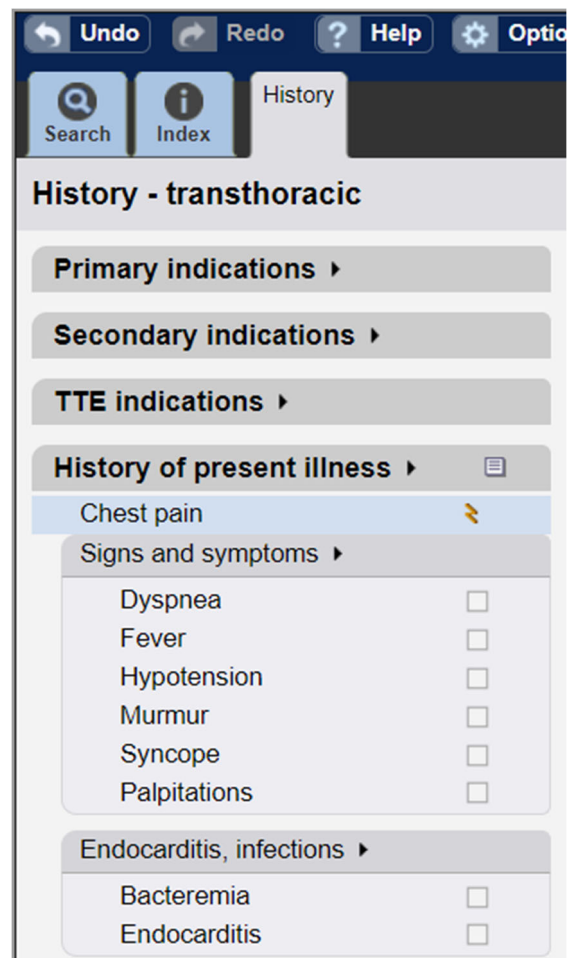 Undo Redo ? Help Optio
Search Index History
History - transthoracic
Primary indications
Secondary indications
TTE indications
History of present illness
Chest pain
Signs and symptoms
Dyspnea
Fever
Hypotension
Murmur
Syncope
Palpitations
Endocarditis, infections
Bacteremia
Endocarditis